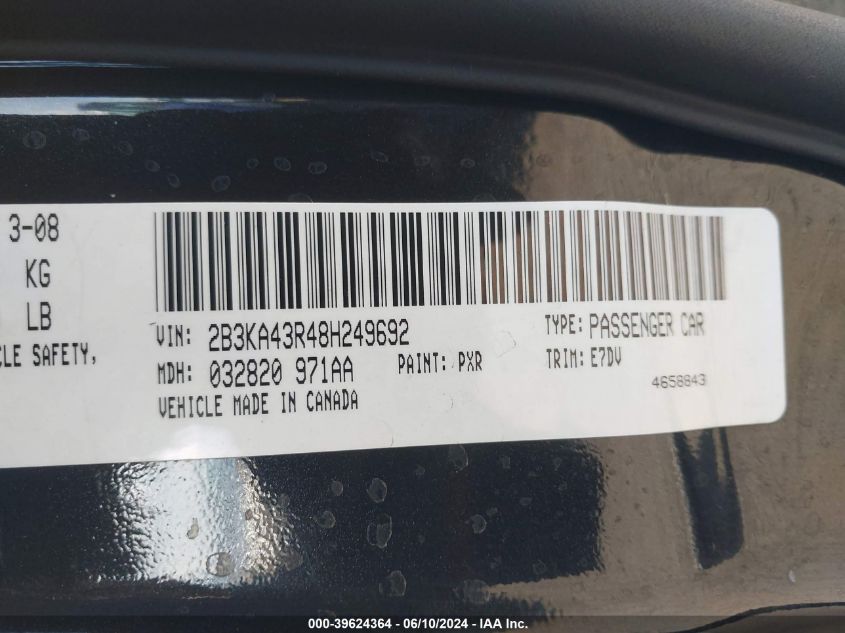 3-08
KG
LB
CLE SAFETY,
VIN: 2B3KA43R48H249692
TYPE: PASSENGER CAR
MDH: 032820 971AA
PAINT: PXR
TRIM: E7DV
VEHICLE MADE IN CANADA
4658843
000-39624364 - 06/10/2024 - IAA Inc.